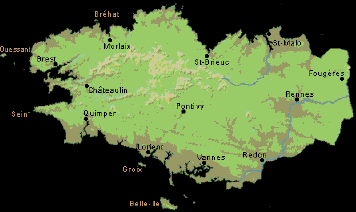 Bréhat
Morlaix
St-Malo
Ouessant
Brest
St-Brieuc
Fougères
Châteaulin
Rennes
Sein
Quimper
Pontivy
Lorient
Vannes
Redon
Groix
Belle-Ile